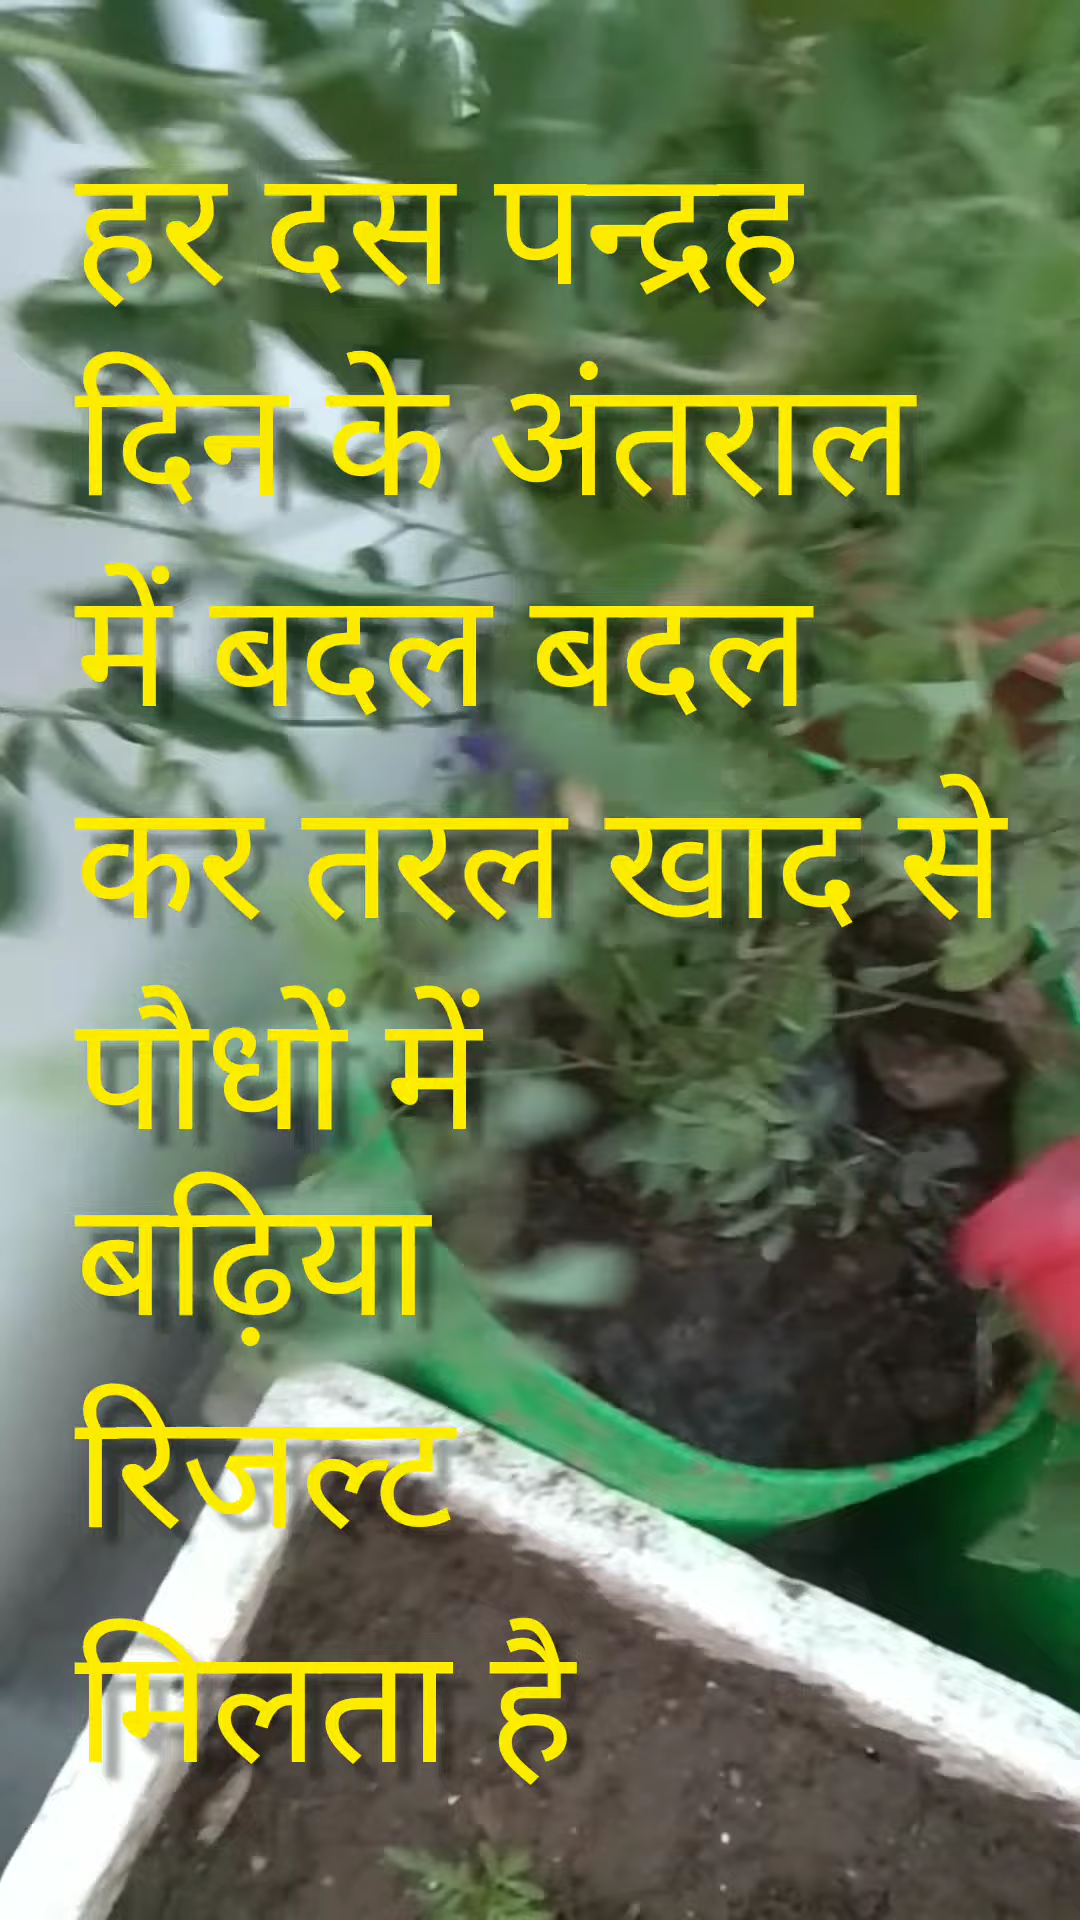 हर दस पन्द्रह
दिन के अंतराल
में बदल बदल
कर तरल खाद से
पौधों में
बढ़िया
रिजल्ट
मिलता है